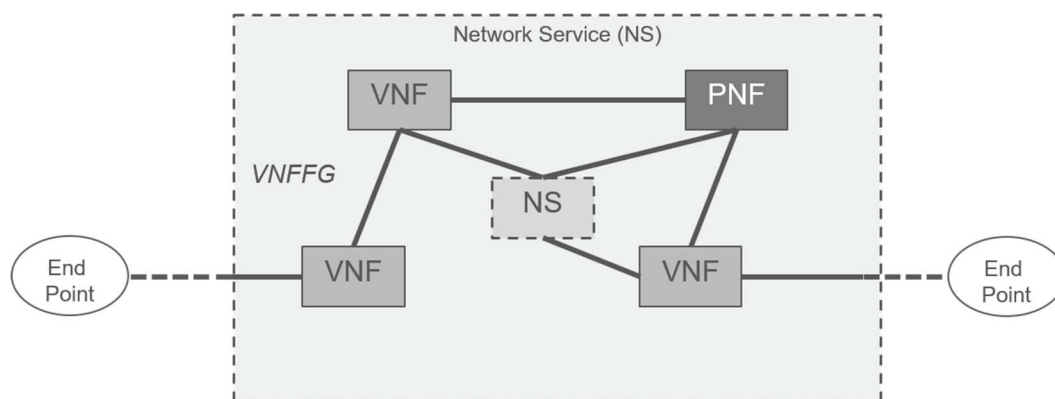 Network Service (NS)
VNF
PNF
VNFFG
NS
End
Point
VNF
VNF
End
Point